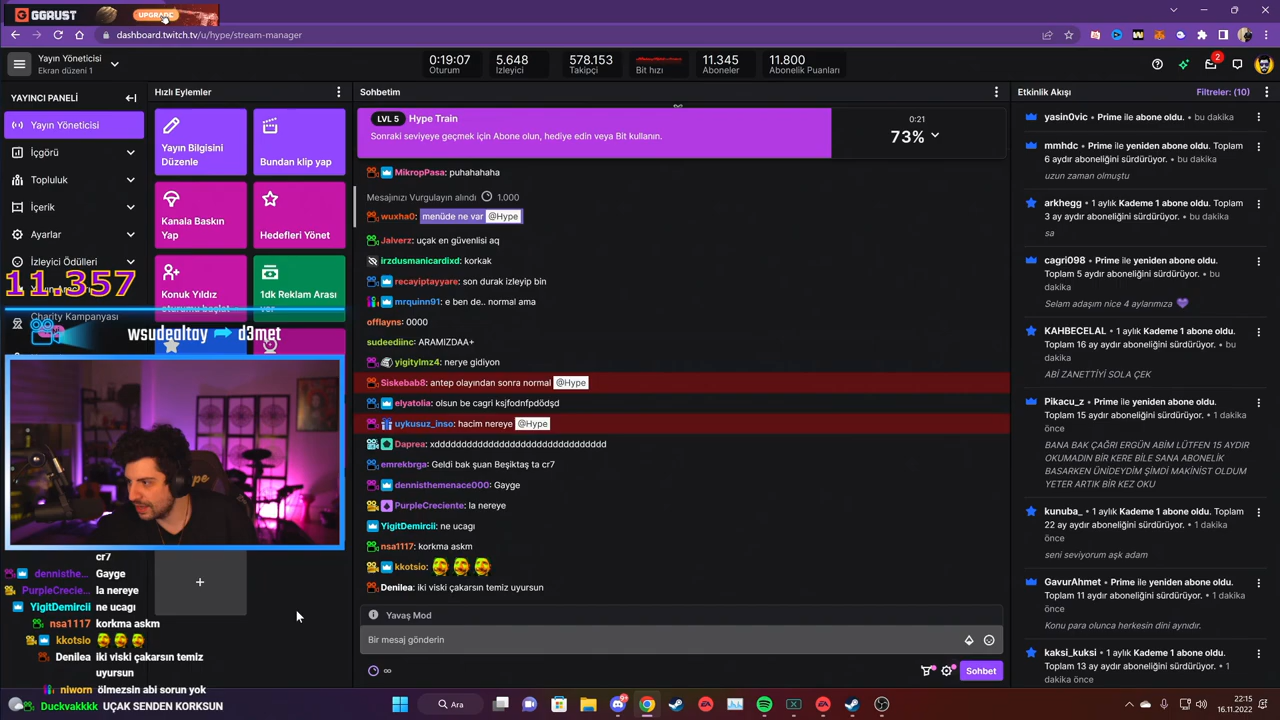 GGRUST
UPGRADE
dashboard.twitch.tv/u/hype/stream-manager
Yayın Yöneticisi
Ekran düzeni 1
0:19:07
Oturum
5.648
İzleyici
578.153
Takipçi
Bit hızı
11.345
Aboneler
11.800
Abonelik Puanları
2
YAYINCI PANELİ
Yayın Yöneticisi
İçgörü
Topluluk
İçerik
Ayarlar
İzleyici Ödülleri
11.357
Charity Kampanyası
wsudealtay
d3met
Hızlı Eylemler
Yayın Bilgisini
Düzenle
Bundan klip yap
Kanala Baskın
Yap
Hedefleri Yönet
Konuk Yıldız
oturumu başlat
1dk Reklam Arası
ver
Sohbetim
LVL 5
Hype Train
Sonraki seviyeye geçmek için Abone olun, hediye edin veya Bit kullanın.
0:21
73%
MikropPasa: puhahahaha
Mesajınızı Vurgulayın alındı 1.000
wuxha0: menüde ne var @Hype
Jaiverz: uçak en güvenlisi aq
irzdusmanicardixd: korkak
recayiptayyare: son durak izleyip bin
mrquinn91: e ben de.. normal ama
offlayns: 0000
sudeediinc: ARAMIZDAA+
yigitylmz4: nerye gidiyon
Siskebab8: antep olayından sonra normal @Hype
elyatolia: olsun be cagri ksjfodnfpdödşd
uykusuz_inso: hacim nereye @Hype
Daprea: xddddddddddddddddddddddddddddddd
emrekbrga: Geldi bak şuan Beşiktaş ta cr7
dennisthemenace000: Gayge
PurpleCreciente: la nereye
YigitDemircii: ne ucagı
nsa1117: korkma askm
kkotsio:
Denilea: iki viski çakarsın temiz uyursun
Yavaş Mod
Bir mesaj gönderin
∞
Sohbet
Etkinlik Akışı
Filtreler: (10)
yasin0vic • Prime ile abone oldu. • bu dakika
mmhdc • Prime ile yeniden abone oldu. Toplam
6 aydır aboneliğini sürdürüyor. • bu dakika
uzun zaman olmuştu
arkhegg • 1 aylık Kademe 1 abone oldu. Toplam
3 ay aydır aboneliğini sürdürüyor. • bu dakika
sa
cagri098 • Prime ile yeniden abone oldu.
Toplam 5 aydır aboneliğini sürdürüyor. • bu
dakika
Selam adaşım nice 4 aylarımıza
KAHBECELAL • 1 aylık Kademe 1 abone oldu.
Toplam 16 ay aydır aboneliğini sürdürüyor. • bu
dakika
ABİ ZANETTİYİ SOLA ÇEK
Pikacu_z • Prime ile yeniden abone oldu.
Toplam 15 aydır aboneliğini sürdürüyor. • 1
dakika önce
BANA BAK ÇAĞRI ERGÜN ABİM LÜTFEN 15 AYDIR
OKUMADIN BİR KERE BİLE SANA ABONELİK
BASARKEN ÜNİDEYDİM ŞİMDİ MAKİNİST OLDUM
YETER ARTIK BİR KEZ OKU
kunuba_ • 1 aylık Kademe 1 abone oldu. Toplam
22 ay aydır aboneliğini sürdürüyor. • 1 dakika
önce
seni seviyorum aşk adam
GavurAhmet • Prime ile yeniden abone oldu.
Toplam 11 aydır aboneliğini sürdürüyor. • 1 dakika
önce
Konu para olunca herkesin dini aynıdır.
kaksi_kuksi • 1 aylık Kademe 1 abone oldu.
Toplam 13 ay aydır aboneliğini sürdürüyor. • 1
dakika önce
cr7
dennisthe... Gayge
PurpleCrecie... la nereye
YigitDemircii ne ucagı
nsa1117 korkma askm
kkotsio
Denilea iki viski çakarsın temiz
uyursun
niworn ölmezsin abi sorun yok
Duckvakkkk UÇAK SENDEN KORKSUN
Ara
22:15
16.11.2022